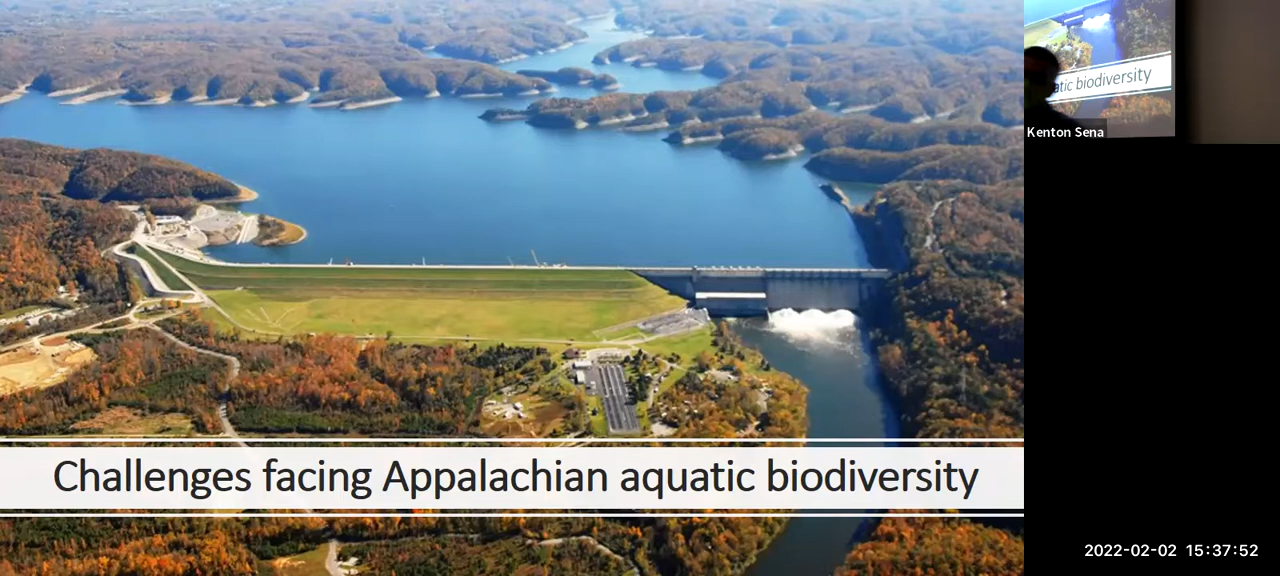 Challenges facing Appalachian aquatic biodiversity
atic biodiversity
Kenton Sena
2022-02-02 15:37:52